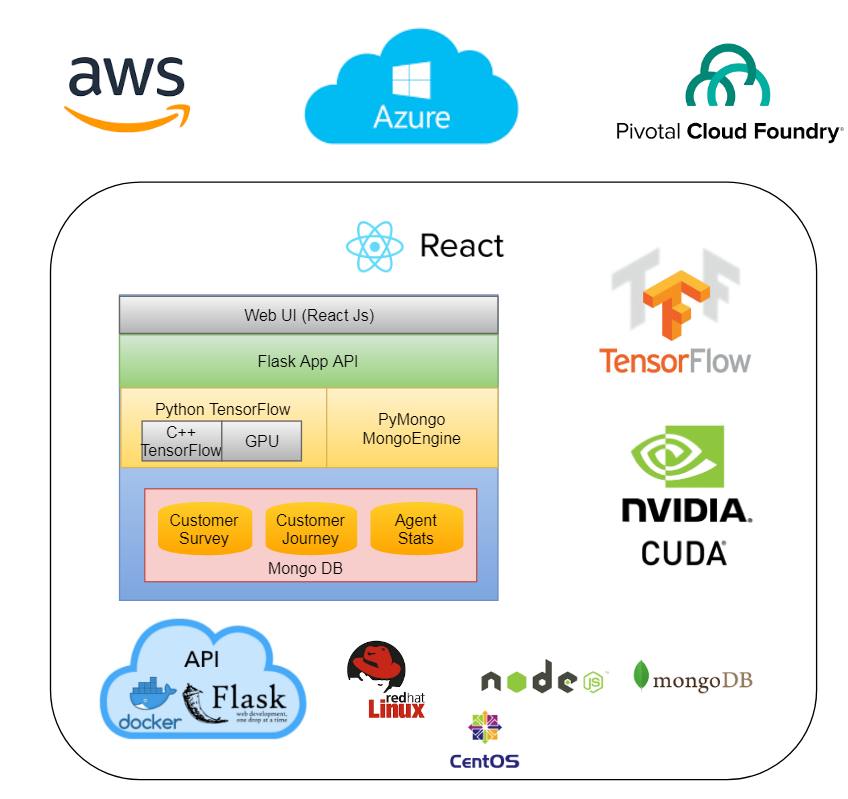 aws
Azure
Pivotal Cloud Foundry®
React
Web UI (React Js)
Flask App API
Python TensorFlow
C++
TensorFlow
GPU
PyMongo
MongoEngine
Customer
Survey
Customer
Journey
Agent
Stats
Mongo DB
TensorFlow
NVIDIA.
CUDA®
API
docker
Flask
web development,
one drop at a time
redhat
Linux
node
JS™
mongoDB
CentOS